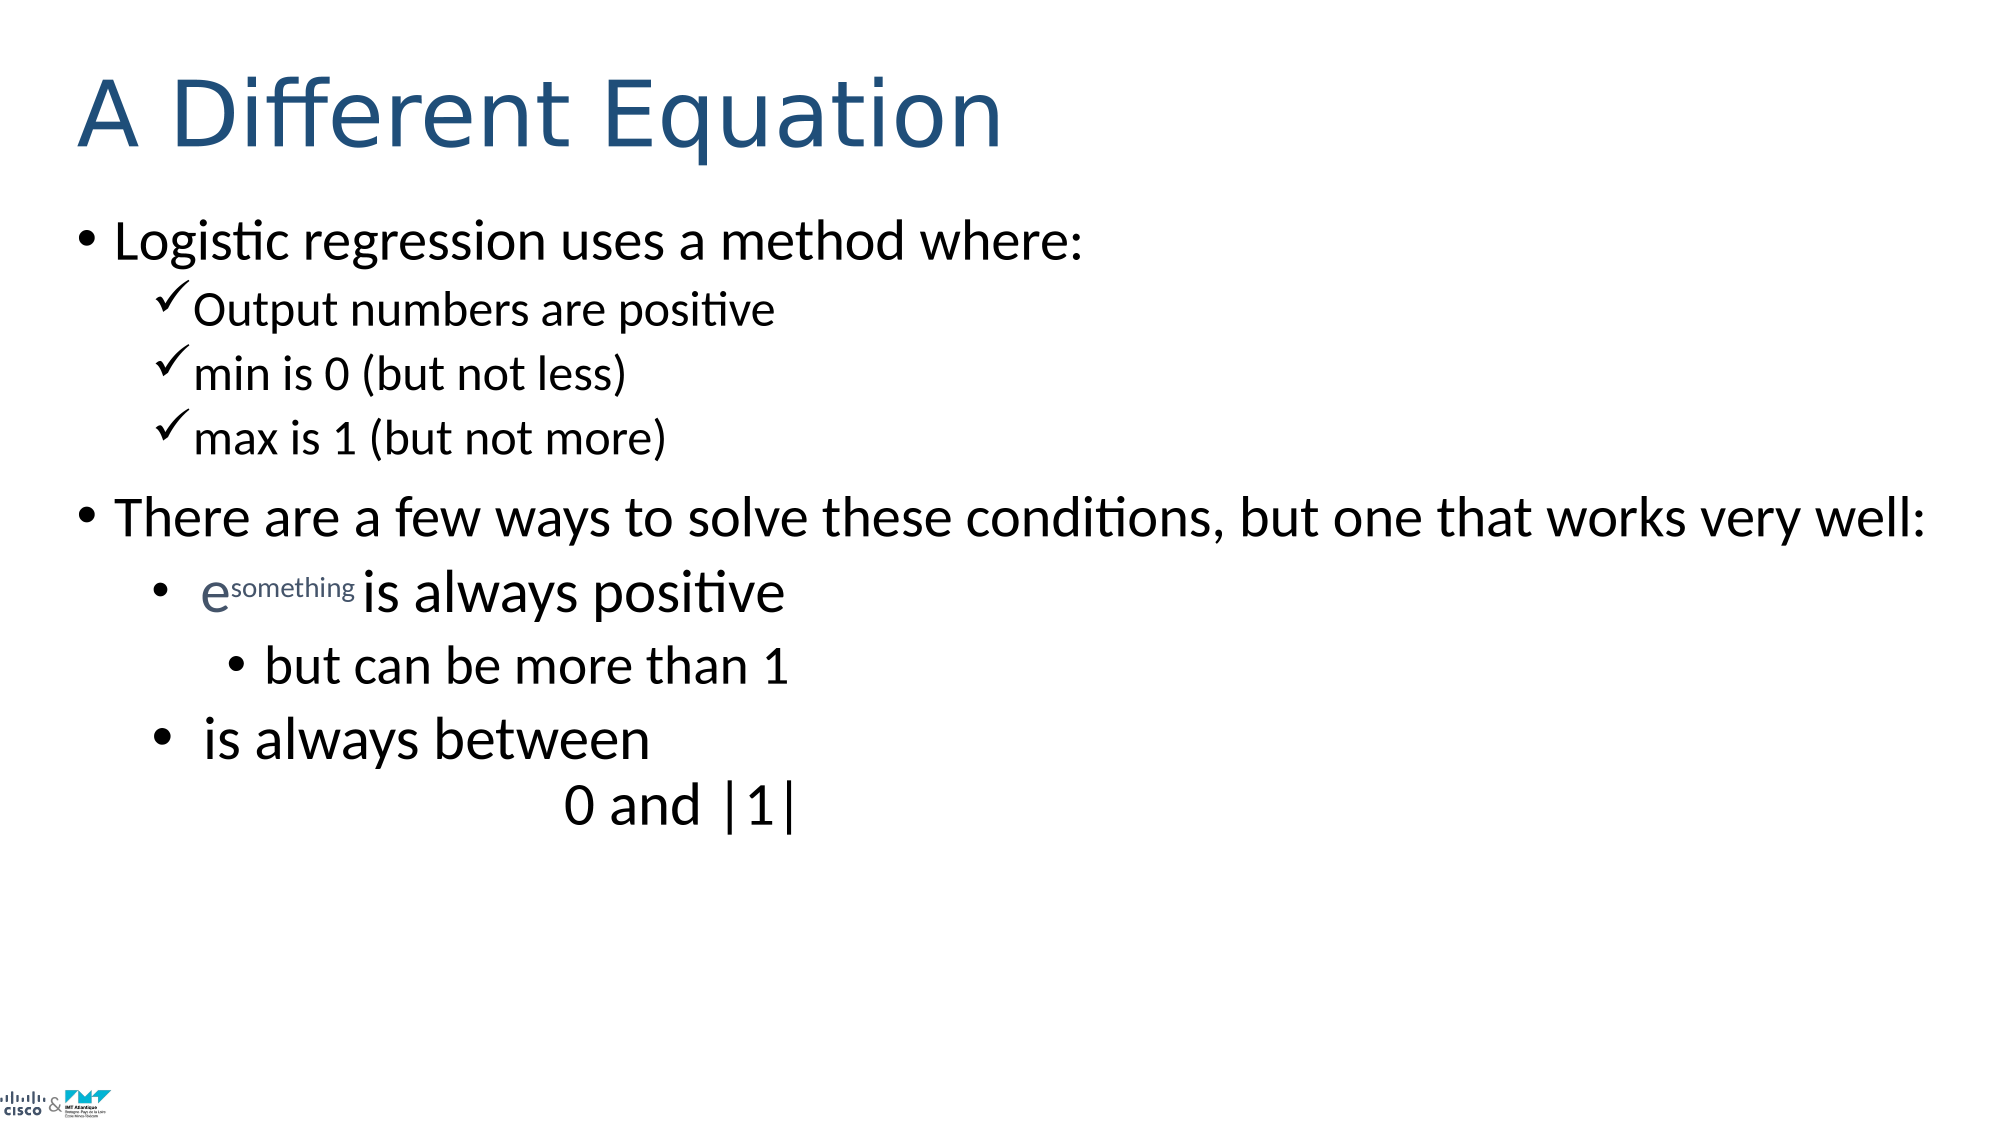 A Different Equation
• Logistic regression uses a method where:
✓Output numbers are positive
✓min is 0 (but not less)
✓max is 1 (but not more)
• There are a few ways to solve these conditions, but one that works very well:
• eˢᵒᵐᵉᵗʰⁱⁿᵍ is always positive
• but can be more than 1
• is always between
0 and |1|
CISCO & IMT Atlantique